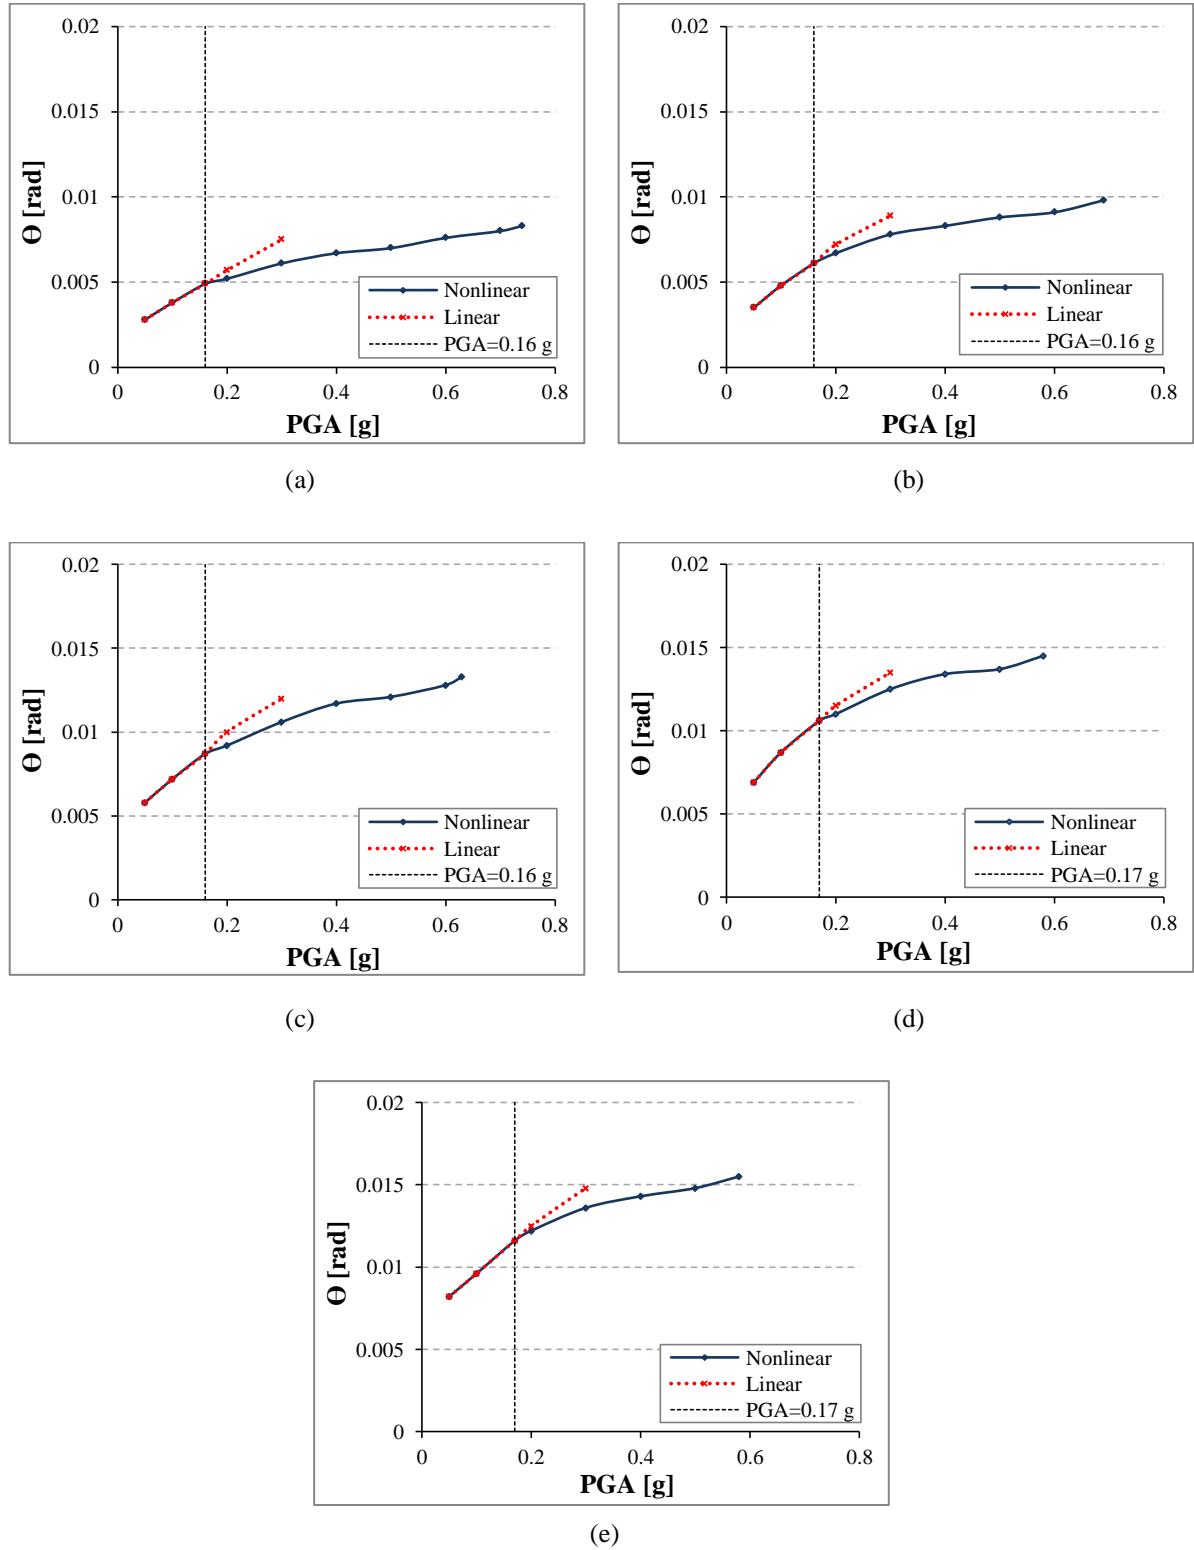 0.02
0.015
0.01
0.005
0
0 0.2 0.4 0.6 0.8
Θ [rad]
PGA [g]
Nonlinear
Linear
PGA=0.16 g
(a)
0.02
0.015
0.01
0.005
0
0 0.2 0.4 0.6 0.8
Θ [rad]
PGA [g]
Nonlinear
Linear
PGA=0.16 g
(b)
0.02
0.015
0.01
0.005
0
0 0.2 0.4 0.6 0.8
Θ [rad]
PGA [g]
Nonlinear
Linear
PGA=0.16 g
(c)
0.02
0.015
0.01
0.005
0
0 0.2 0.4 0.6 0.8
Θ [rad]
PGA [g]
Nonlinear
Linear
PGA=0.17 g
(d)
0.02
0.015
0.01
0.005
0
0 0.2 0.4 0.6 0.8
Θ [rad]
PGA [g]
Nonlinear
Linear
PGA=0.17 g
(e)